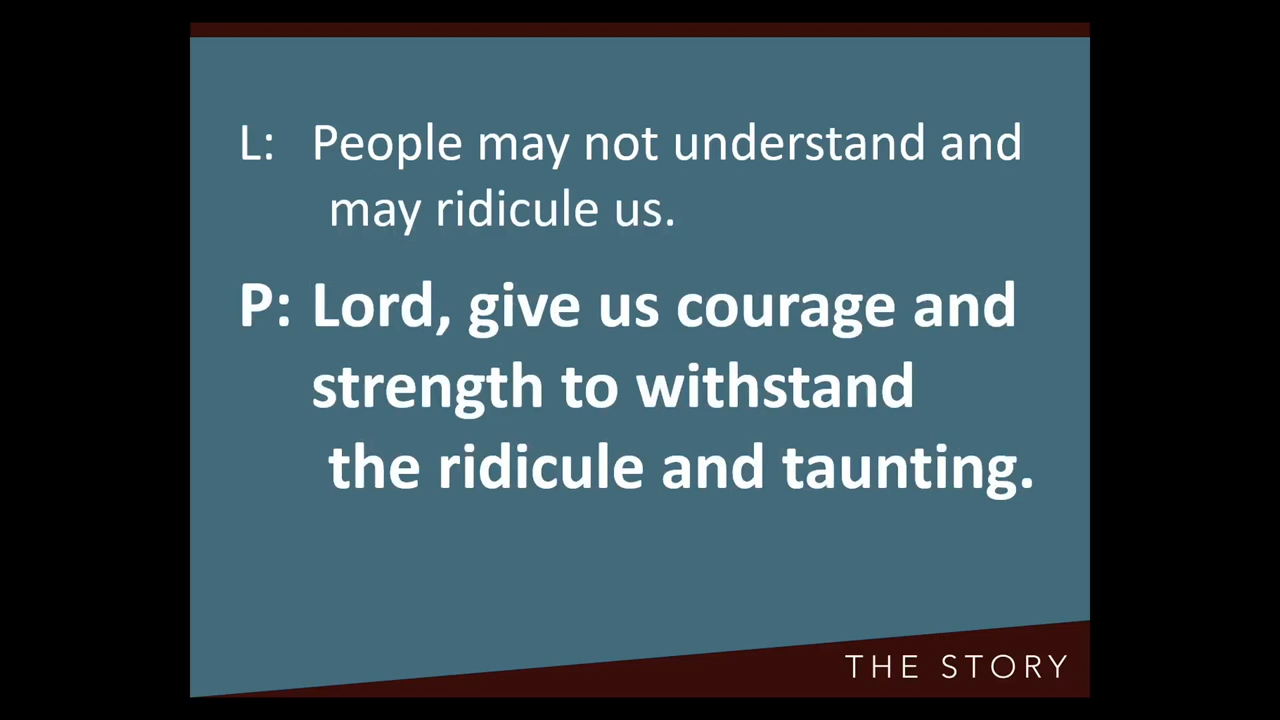 L: People may not understand and
may ridicule us.
P: Lord, give us courage and
strength to withstand
the ridicule and taunting.
THE STORY